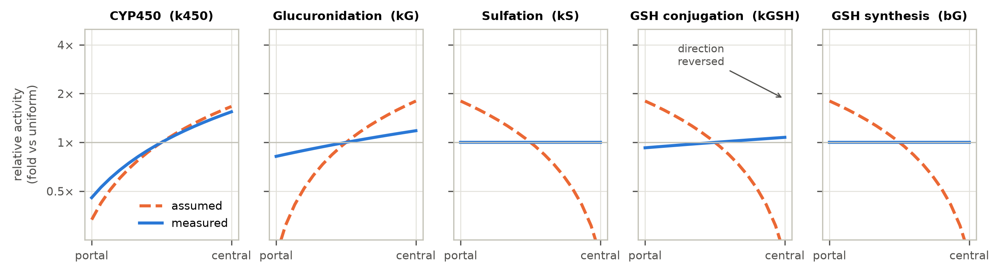 CYP450 (k450)
Glucuronidation (kG)
Sulfation (kS)
GSH conjugation (kGSH)
GSH synthesis (bG)
relative activity
(fold vs uniform)
4×
2×
1×
0.5×
assumed
measured
direction
reversed
portal
central
portal
central
portal
central
portal
central
portal
central